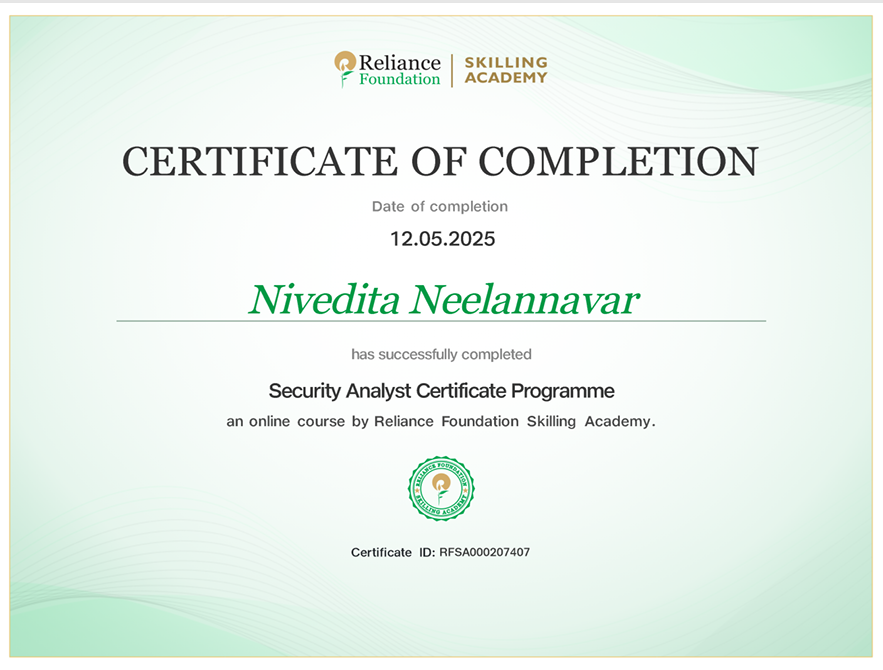 Reliance
Foundation
SKILLING
ACADEMY
CERTIFICATE OF COMPLETION
Date of completion
12.05.2025
Nivedita Neelannavar
has successfully completed
Security Analyst Certificate Programme
an online course by Reliance Foundation Skilling Academy.
RELIANCE FOUNDATION
SKILLING ACADEMY
Certificate ID: RFSA000207407